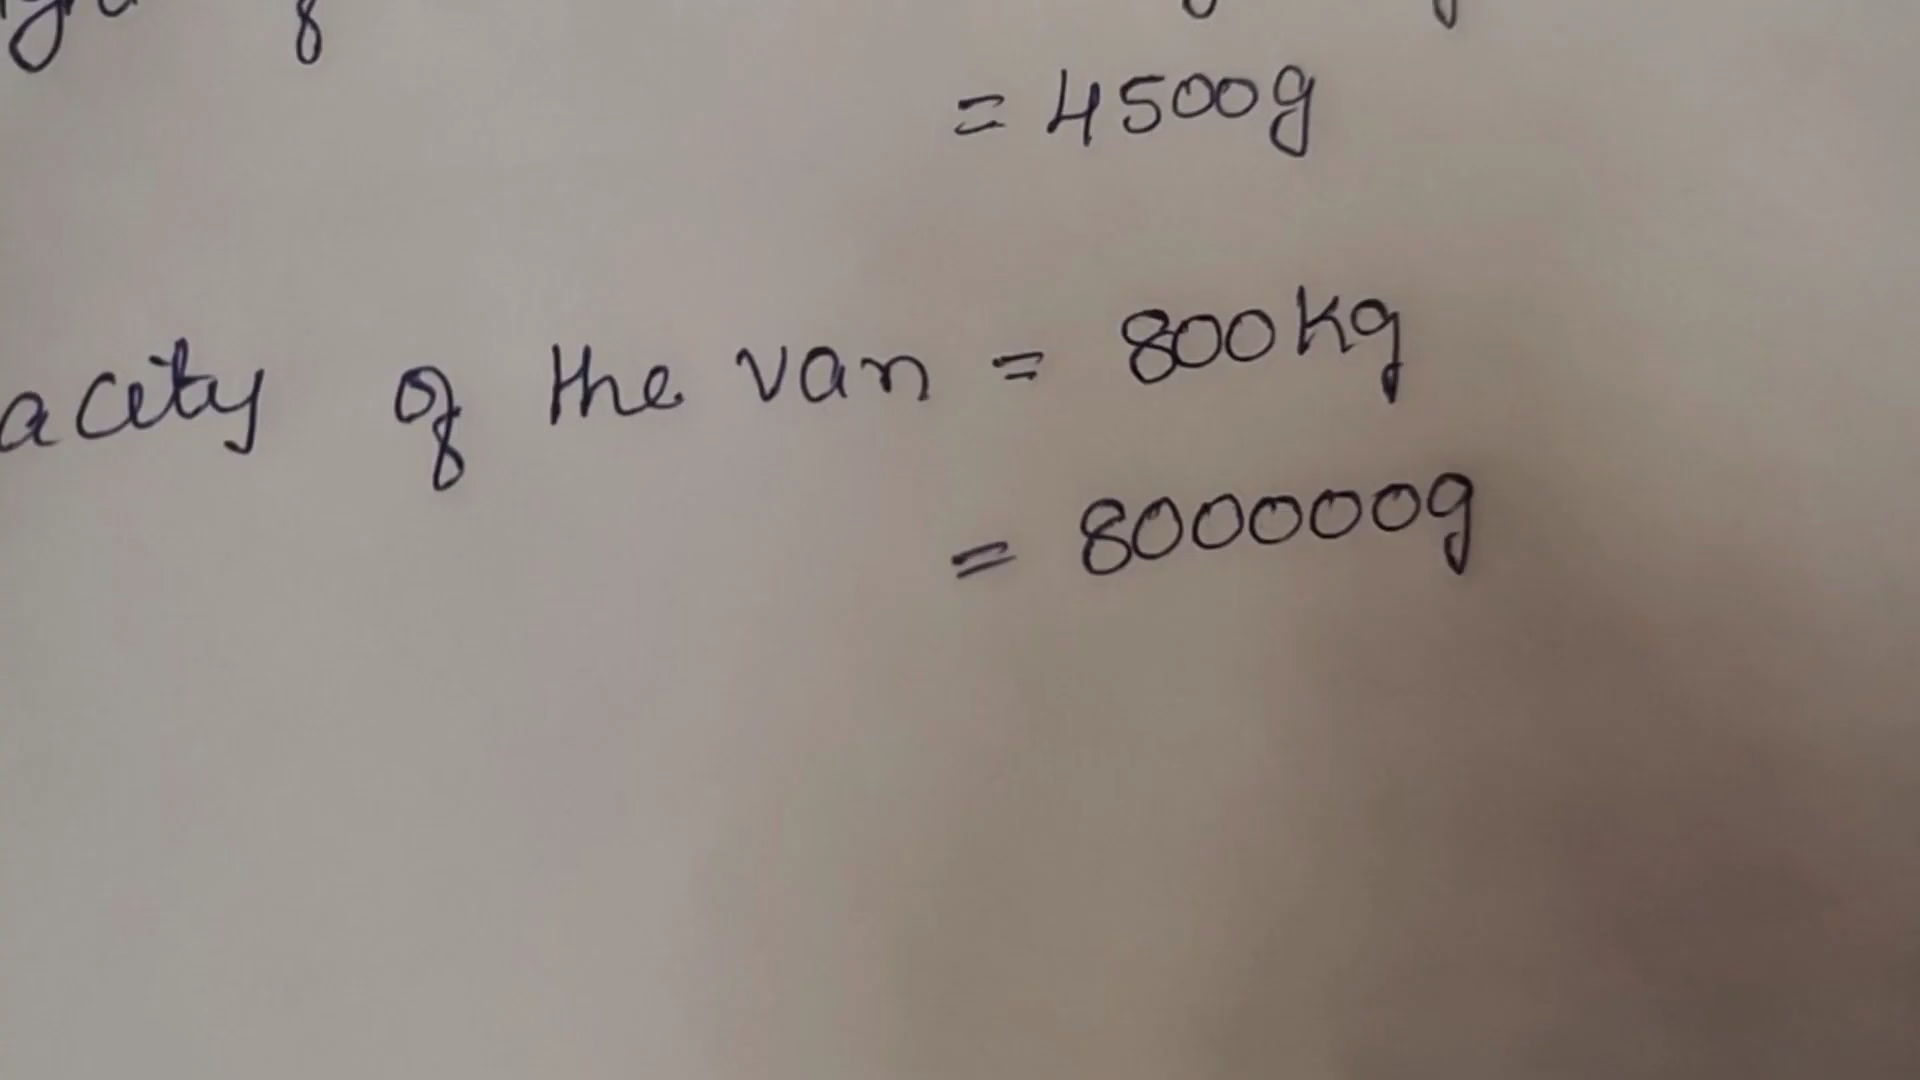 = 4500g
acity of the van = 800kg
= 800000g